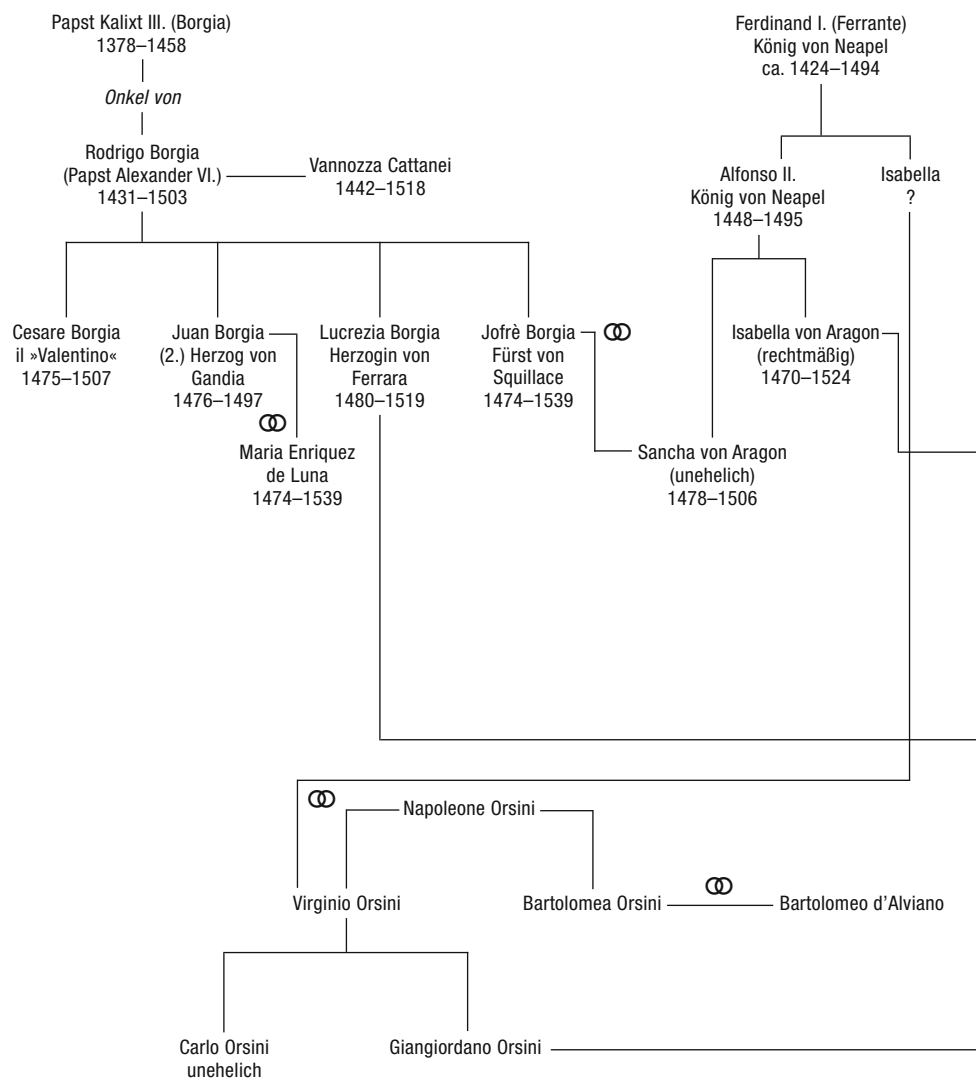 Papst Kalixt III. (Borgia)
1378–1458
Onkel von
Rodrigo Borgia
(Papst Alexander VI.)
1431–1503
Vannozza Cattanei
1442–1518
Ferdinand I. (Ferrante)
König von Neapel
ca. 1424–1494
Alfonso II.
König von Neapel
1448–1495
Isabella
?
Cesare Borgia
il »Valentino«
1475–1507
Juan Borgia
(2.) Herzog von
Gandia
1476–1497
Lucrezia Borgia
Herzogin von
Ferrara
1480–1519
Jofrè Borgia
Fürst von
Squillace
1474–1539
Isabella von Aragon
(rechtmäßig)
1470–1524
Maria Enriquez
de Luna
1474–1539
Sancha von Aragon
(unehelich)
1478–1506
Napoleone Orsini
Virginio Orsini
Bartolomea Orsini
Bartolomeo d’Alviano
Carlo Orsini
unehelich
Giangiordano Orsini